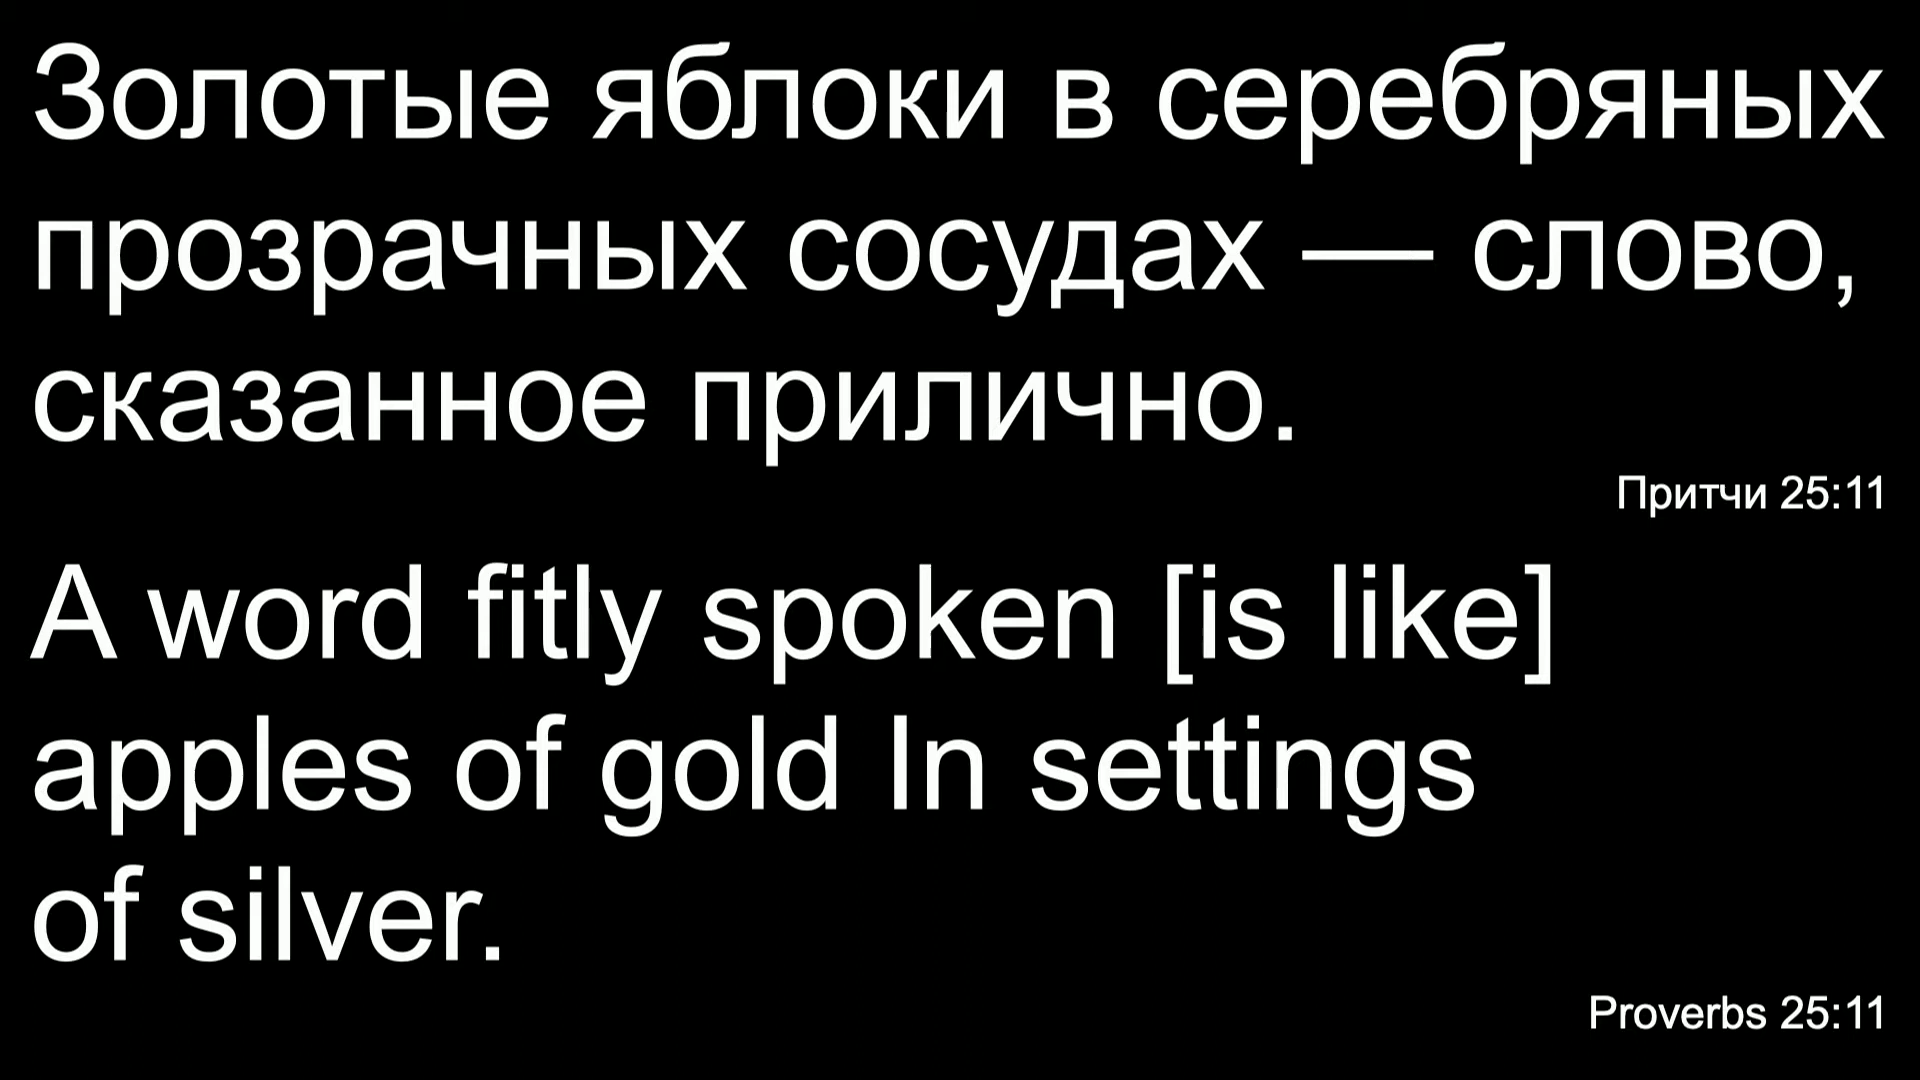 Золотые яблоки в серебряных
прозрачных сосудах — слово,
сказанное прилично.
Притчи 25:11
A word fitly spoken [is like]
apples of gold In settings
of silver.
Proverbs 25:11